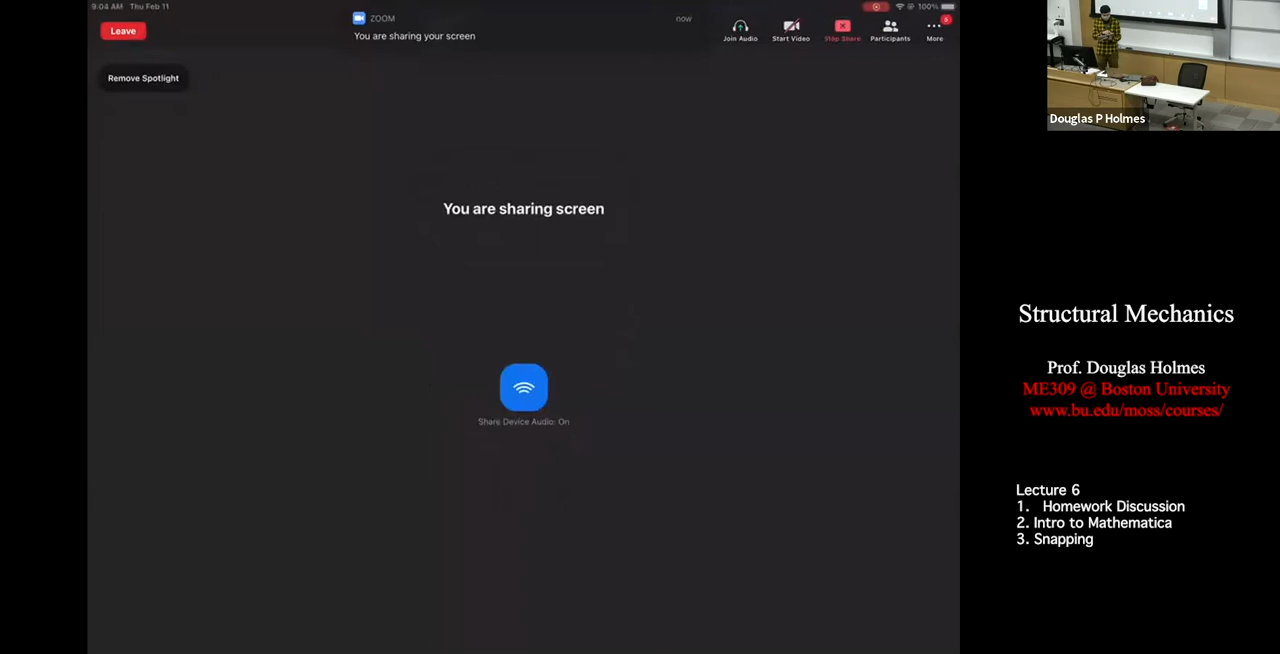 9:04 AM Thu Feb 11
100%
Leave
ZOOM
now
You are sharing your screen
Join Audio
Start Video
Stop Share
Participants
More
Remove Spotlight
You are sharing screen
Share Device Audio: On
Douglas P Holmes
Structural Mechanics
Prof. Douglas Holmes
ME309 @ Boston University
www.bu.edu/moss/courses/
Lecture 6
1. Homework Discussion
2. Intro to Mathematica
3. Snapping